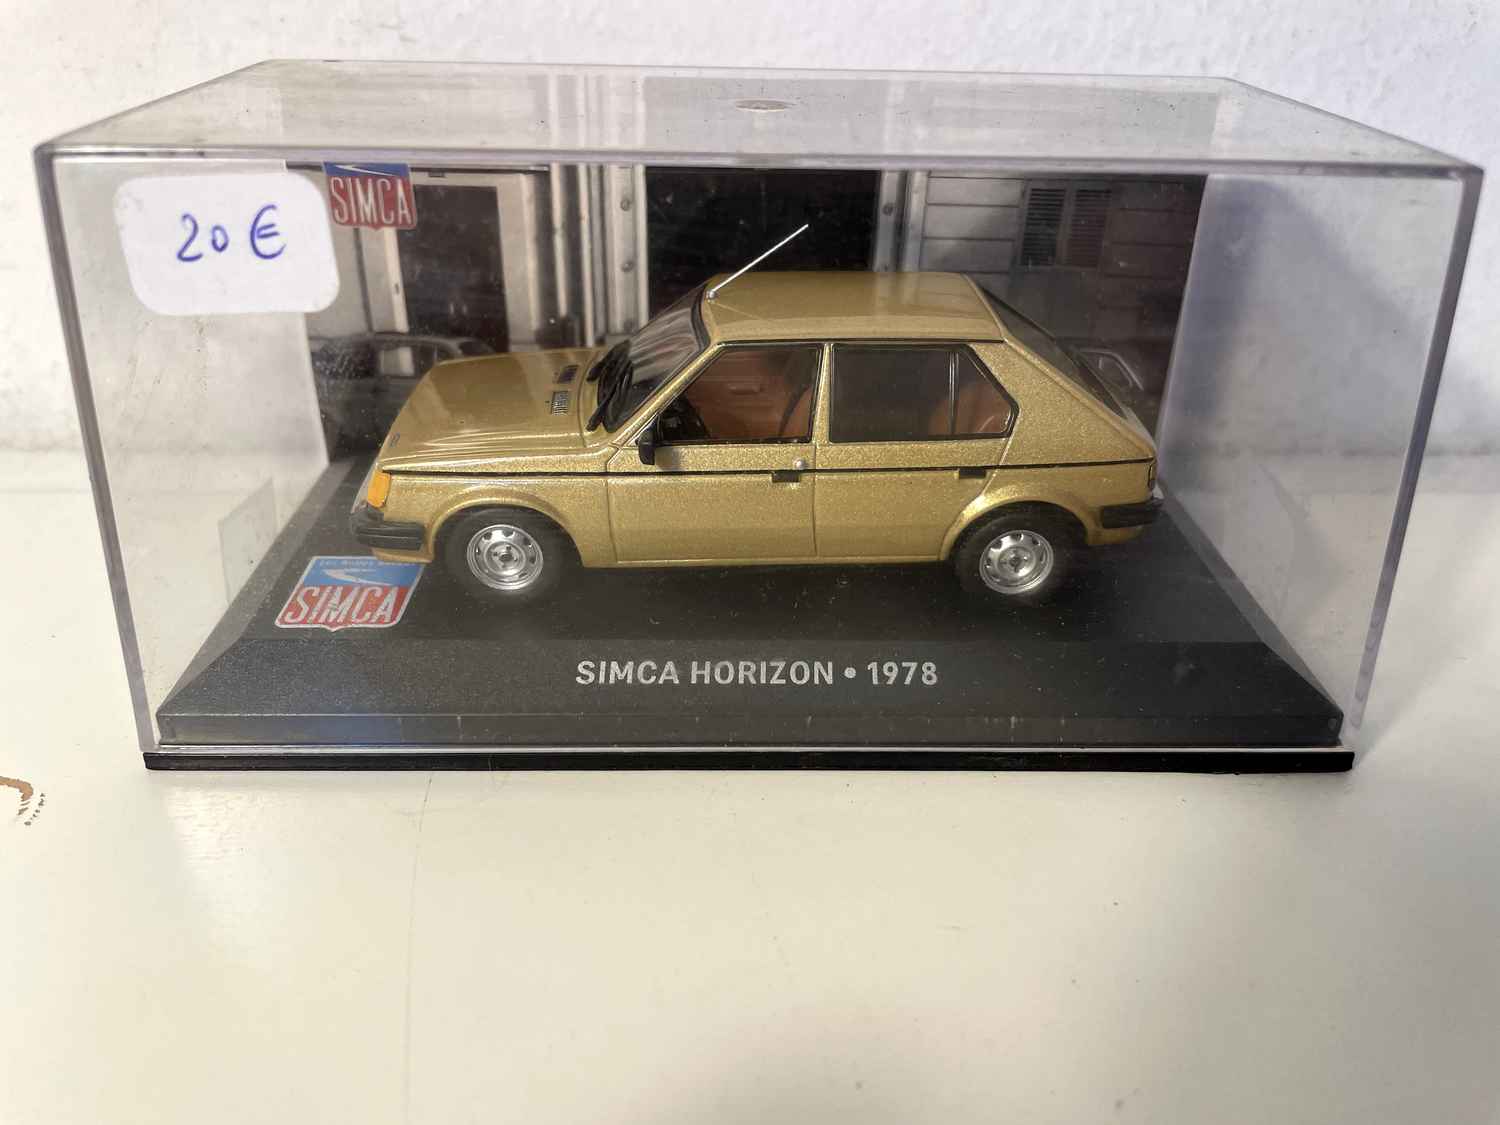 20 €
SIMCA
SIMCA
SIMCA HORIZON • 1978